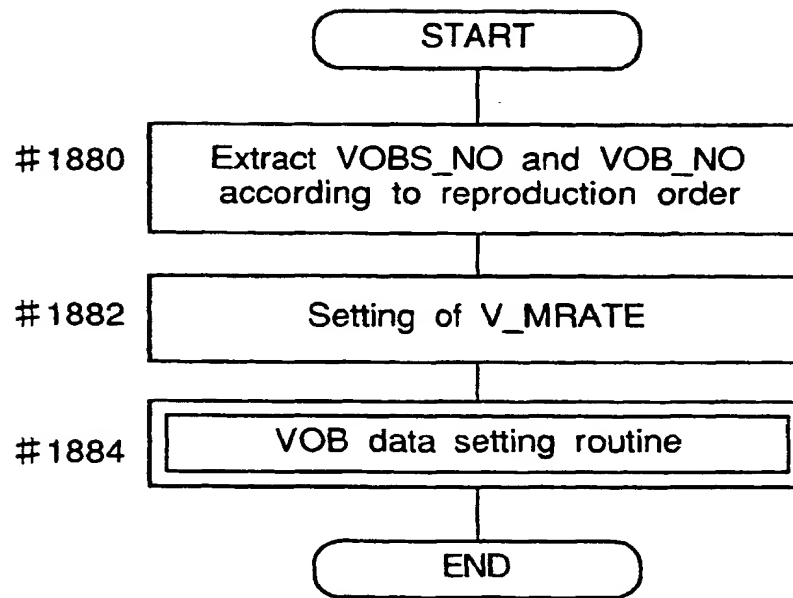 START
#1880
Extract VOBS_NO and VOB_NO
according to reproduction order
#1882
Setting of V_MRATE
#1884
VOB data setting routine
END